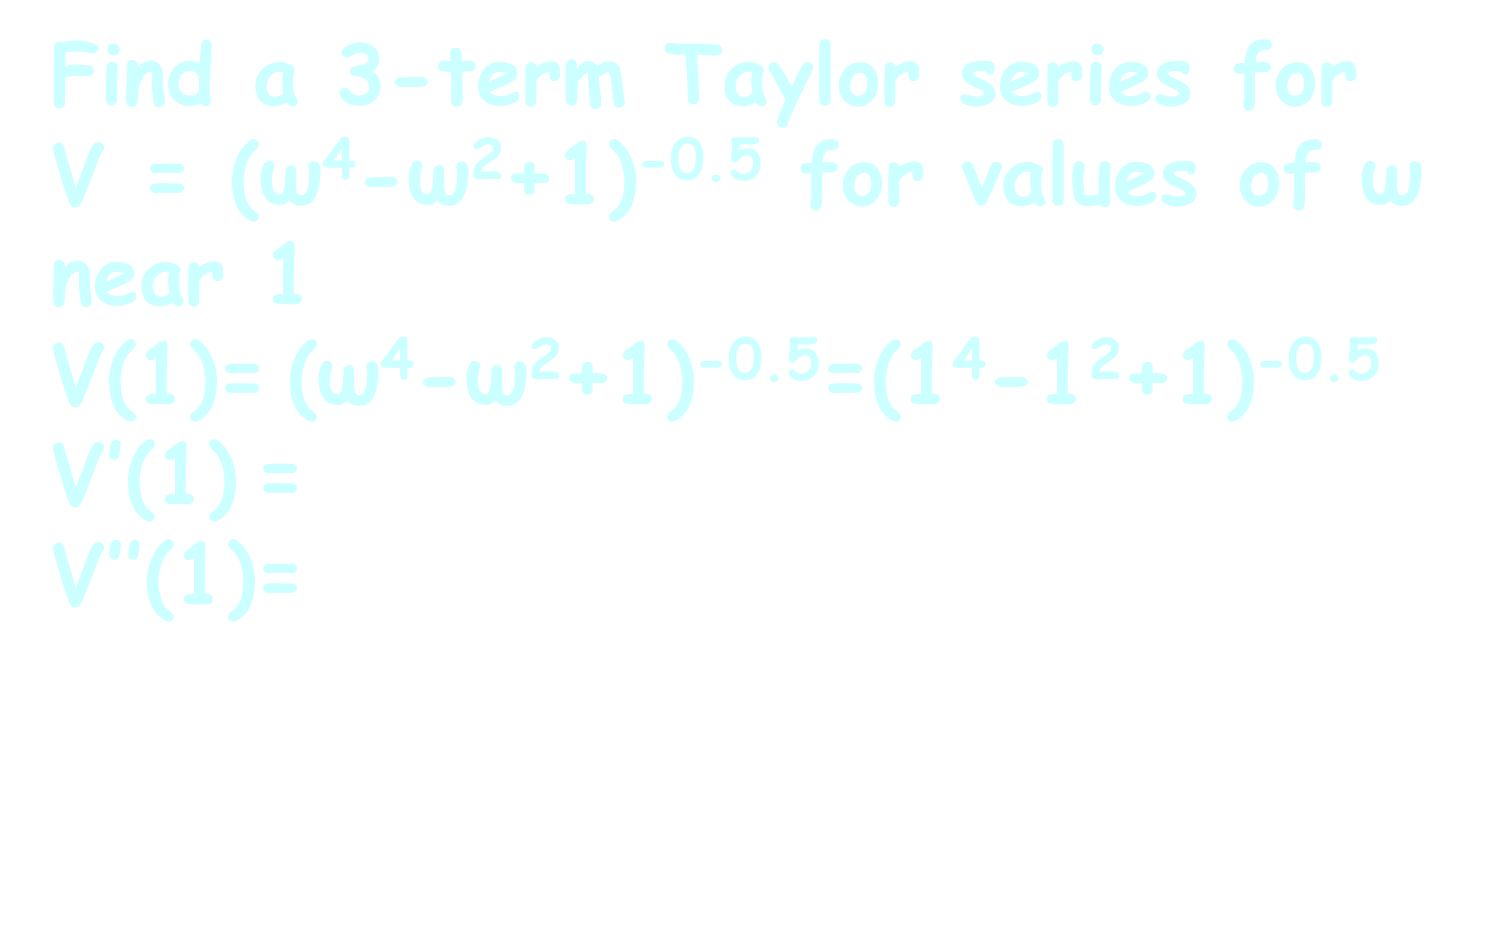 Find a 3-term Taylor series for
V = (ω⁴-ω²+1)⁻⁰·⁵ for values of ω
near 1
V(1)= (ω⁴-ω²+1)⁻⁰·⁵=(1⁴-1²+1)⁻⁰·⁵
V'(1) =
V''(1)=